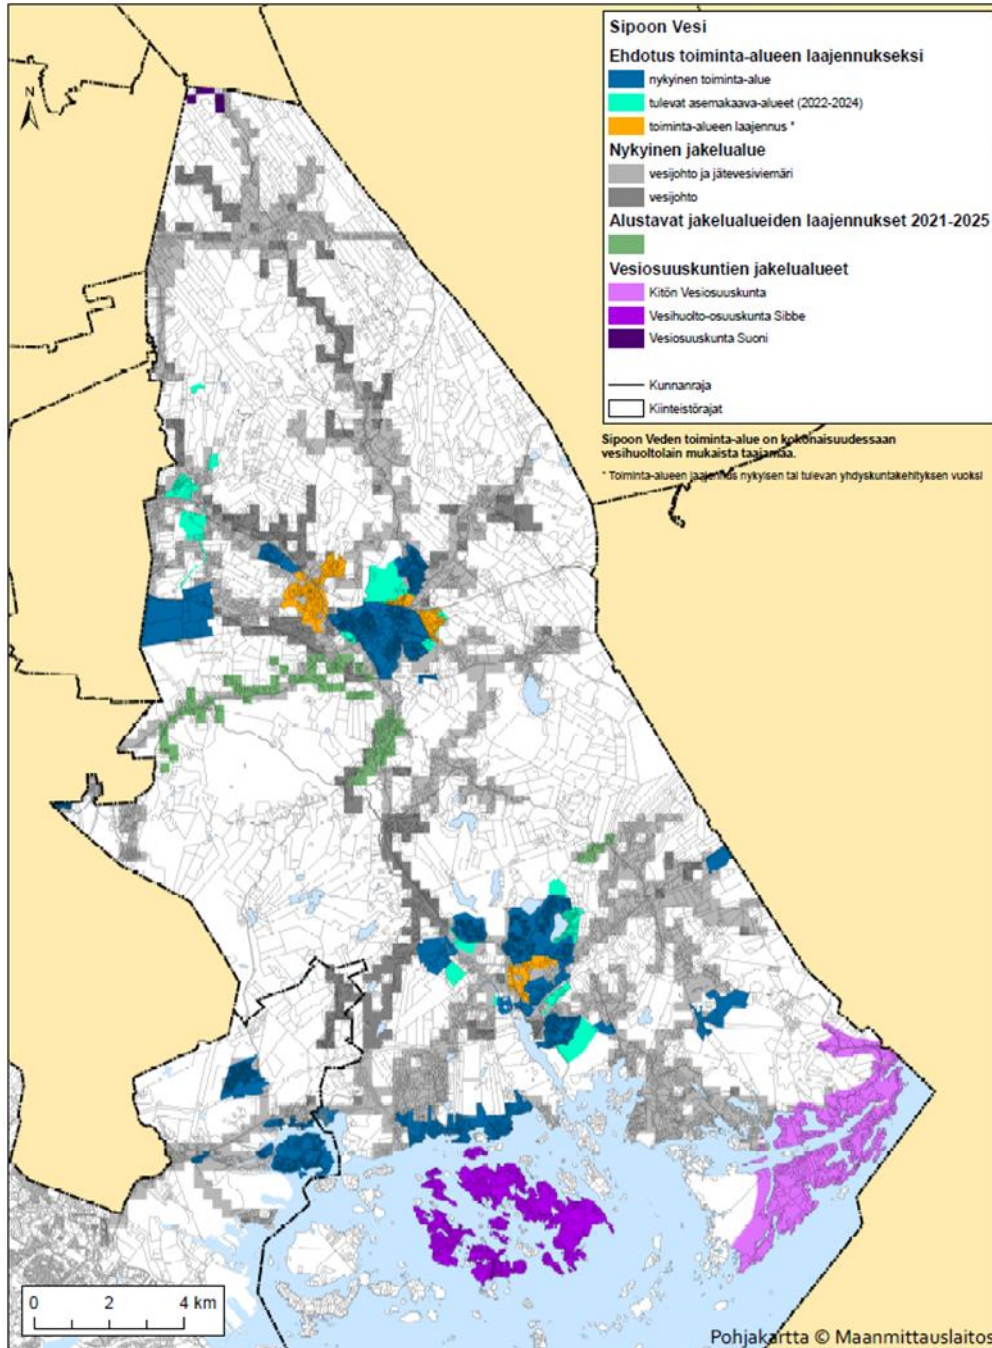 Sipoon Vesi
Ehdotus toiminta-alueen laajennukseksi
nykyinen toiminta-alue
tulevat asemakaava-alueet (2022-2024)
toiminta-alueen laajennus *
Nykyinen jakelualue
vesijohto ja jätevesiviemäri
vesijohto
Alustavat jakelualueiden laajennukset 2021-2025
Vesiosuuskuntien jakelualueet
Kitön Vesiosuuskunta
Vesihuolto-osuuskunta Sibbe
Vesiosuuskunta Suoni
Kunnanraja
Kiinteistörajat
Sipoon Veden toiminta-alue on kokonaisuudessaan
vesihuoltolain mukaista taajamaa.
* Toiminta-alueen laajennus nykyisen tai tulevan yhdyskuntakehityksen vuoksi
N
0 2 4 km
Pohjakartta © Maanmittauslaitos